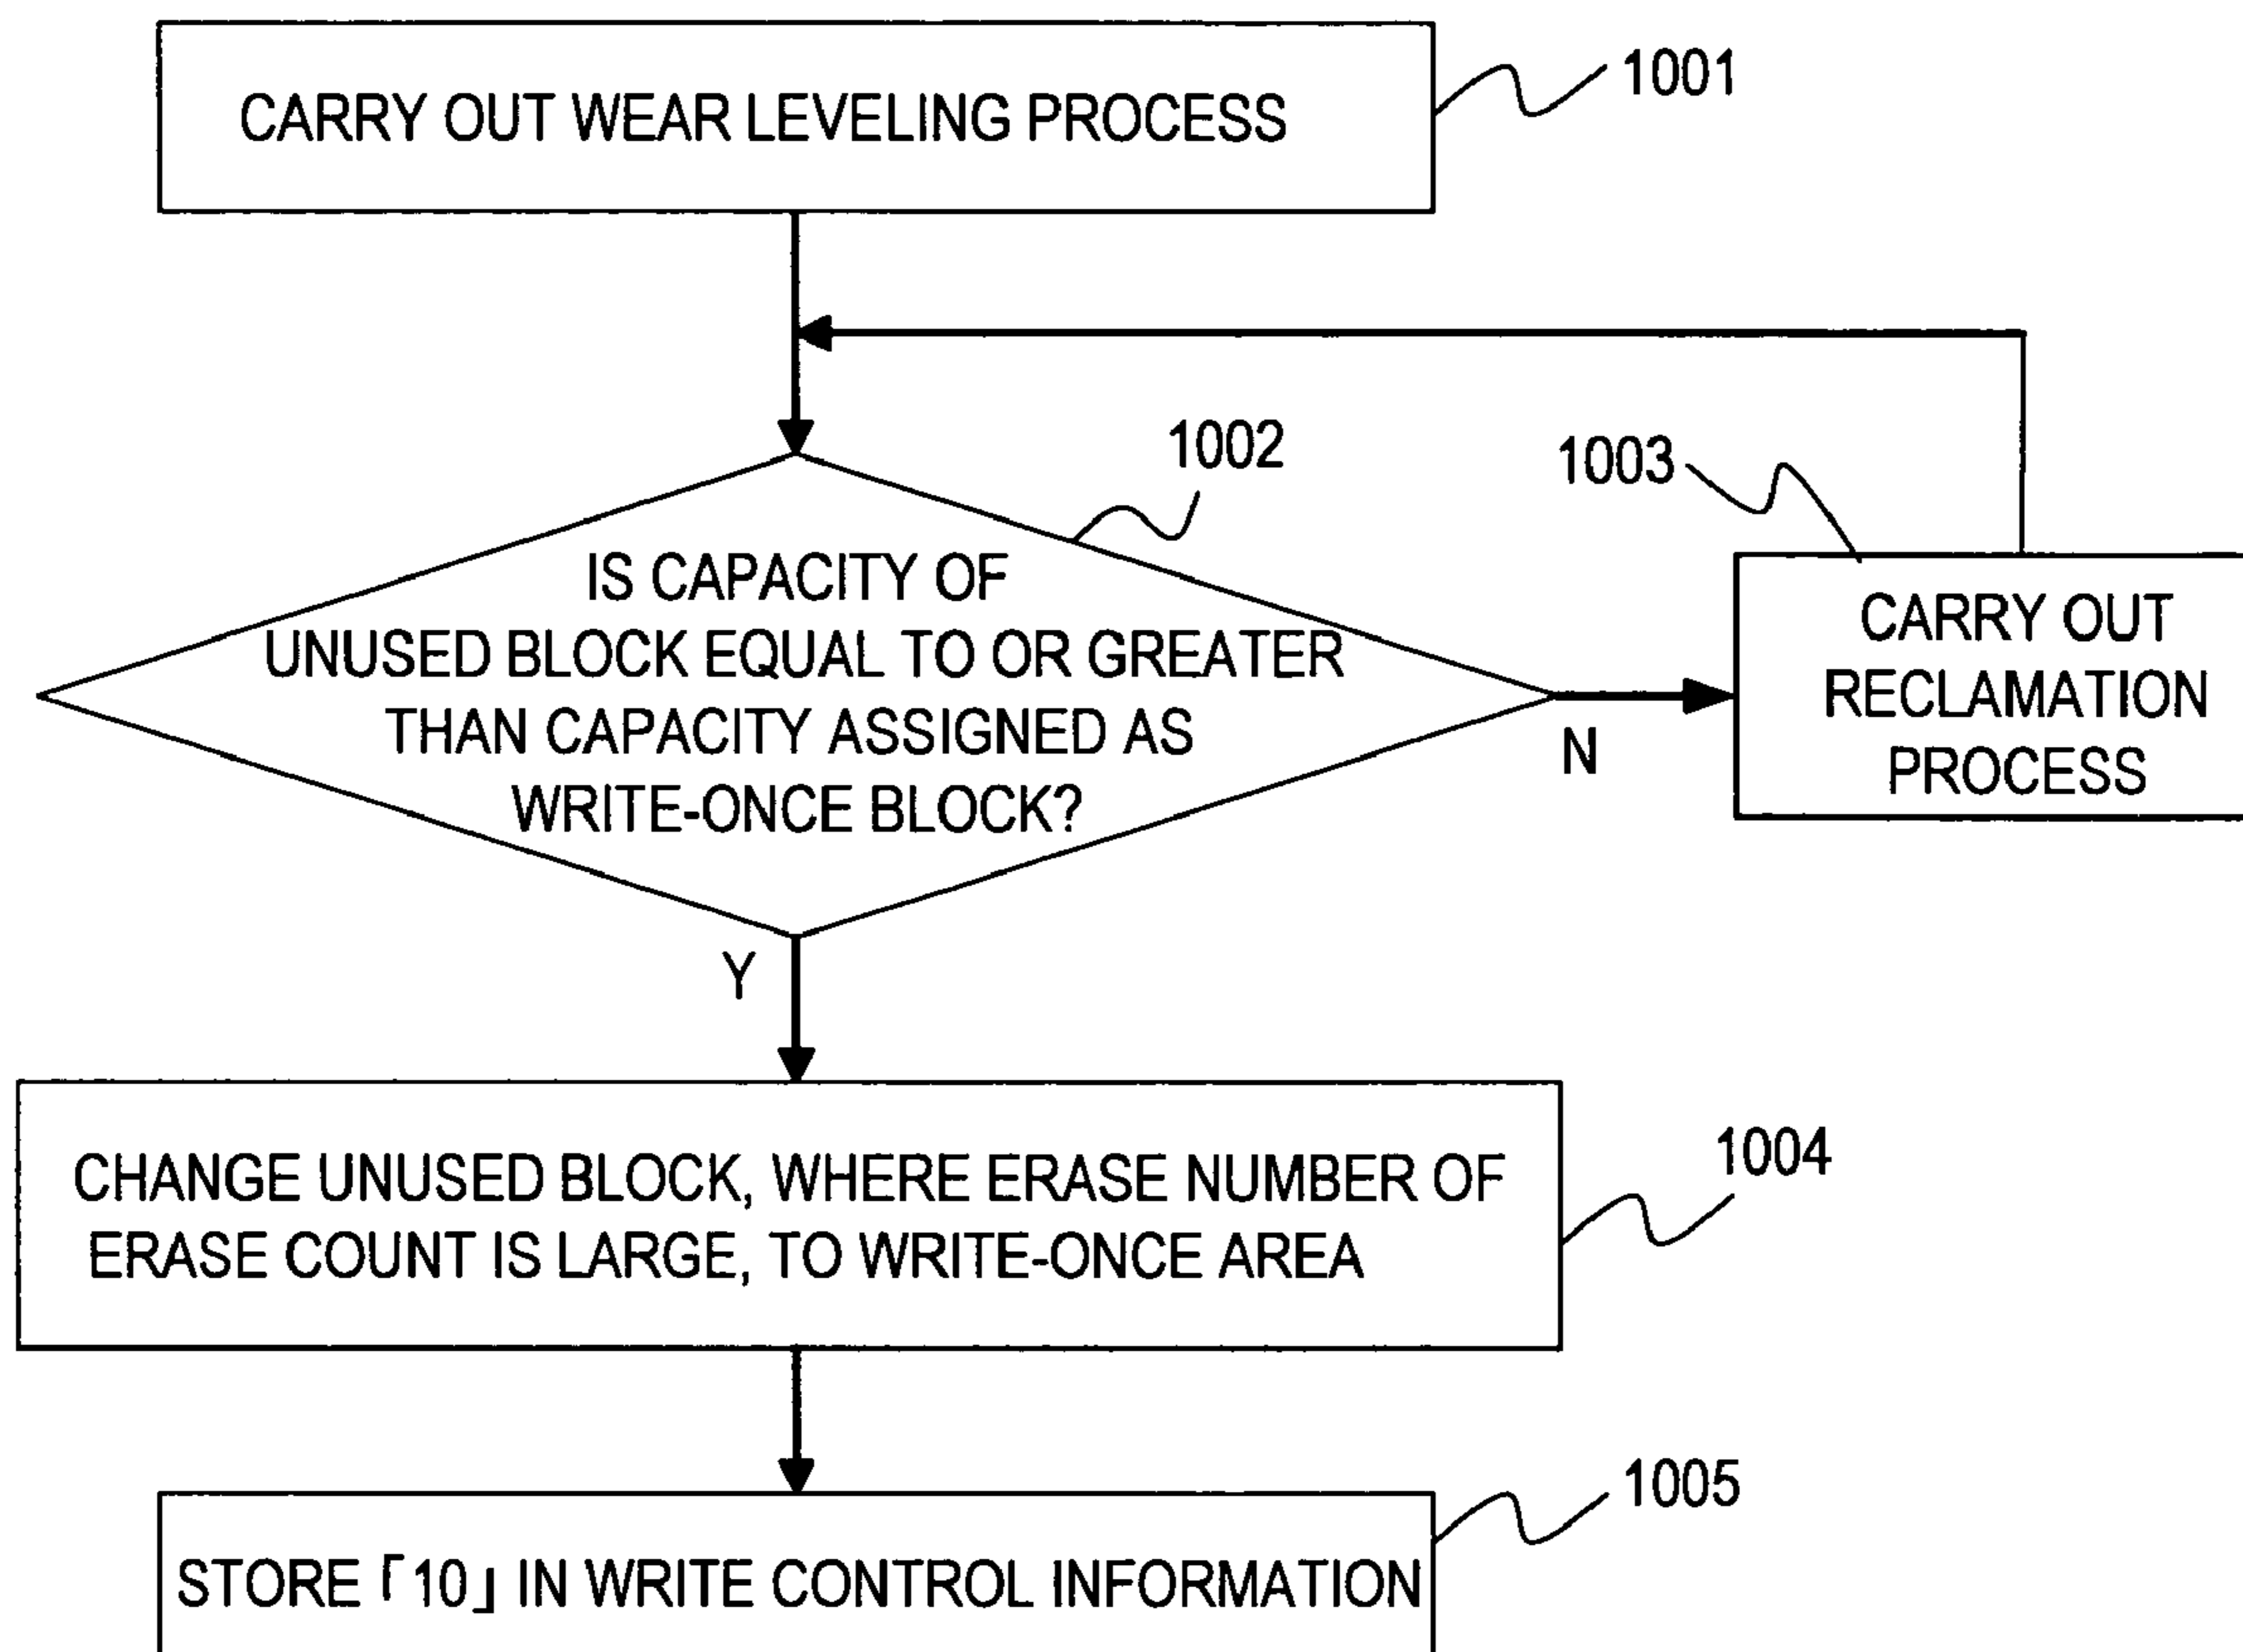 CARRY OUT WEAR LEVELING PROCESS
1001
1002
IS CAPACITY OF
UNUSED BLOCK EQUAL TO OR GREATER
THAN CAPACITY ASSIGNED AS
WRITE-ONCE BLOCK?
1003
CARRY OUT
RECLAMATION
PROCESS
N
Y
CHANGE UNUSED BLOCK, WHERE ERASE NUMBER OF
ERASE COUNT IS LARGE, TO WRITE-ONCE AREA
1004
1005
STORE「10」IN WRITE CONTROL INFORMATION